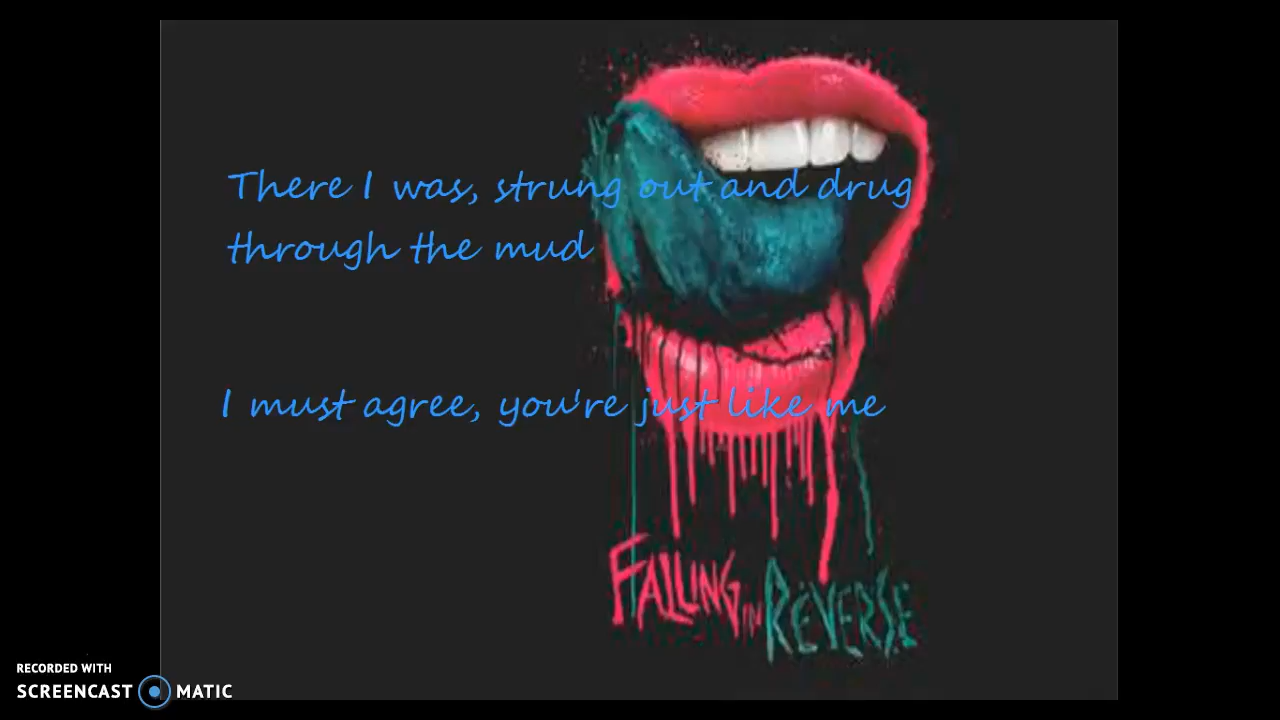 There I was, strung out and drug
through the mud
I must agree, you're just like me
FALLING IN REVERSE
RECORDED WITH
SCREENCAST MATIC